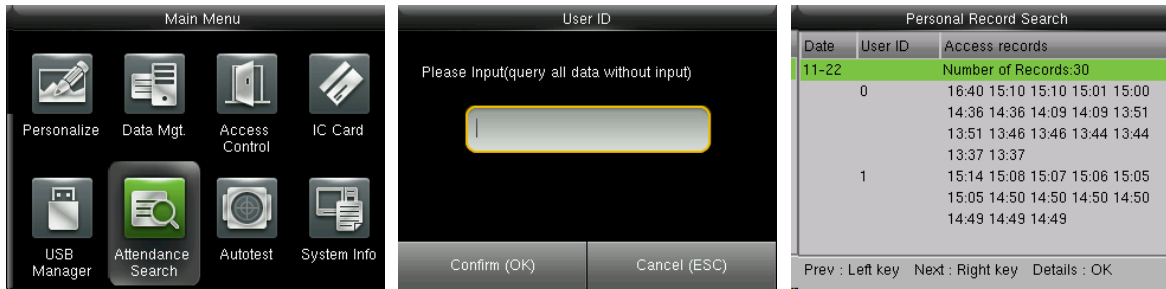 Main Menu
Personalize
Data Mgt.
Access Control
IC Card
USB Manager
Attendance Search
Autotest
System Info
User ID
Please Input(query all data without input)
Confirm (OK)
Cancel (ESC)
Personal Record Search
Date User ID Access records
11-22 Number of Records:30
0 16:40 15:10 15:10 15:01 15:00
14:36 14:36 14:09 14:09 13:51
13:51 13:46 13:46 13:44 13:44
13:37 13:37
1 15:14 15:08 15:07 15:06 15:05
15:05 14:50 14:50 14:50 14:50
14:49 14:49 14:49
Prev : Left key Next : Right key Details : OK